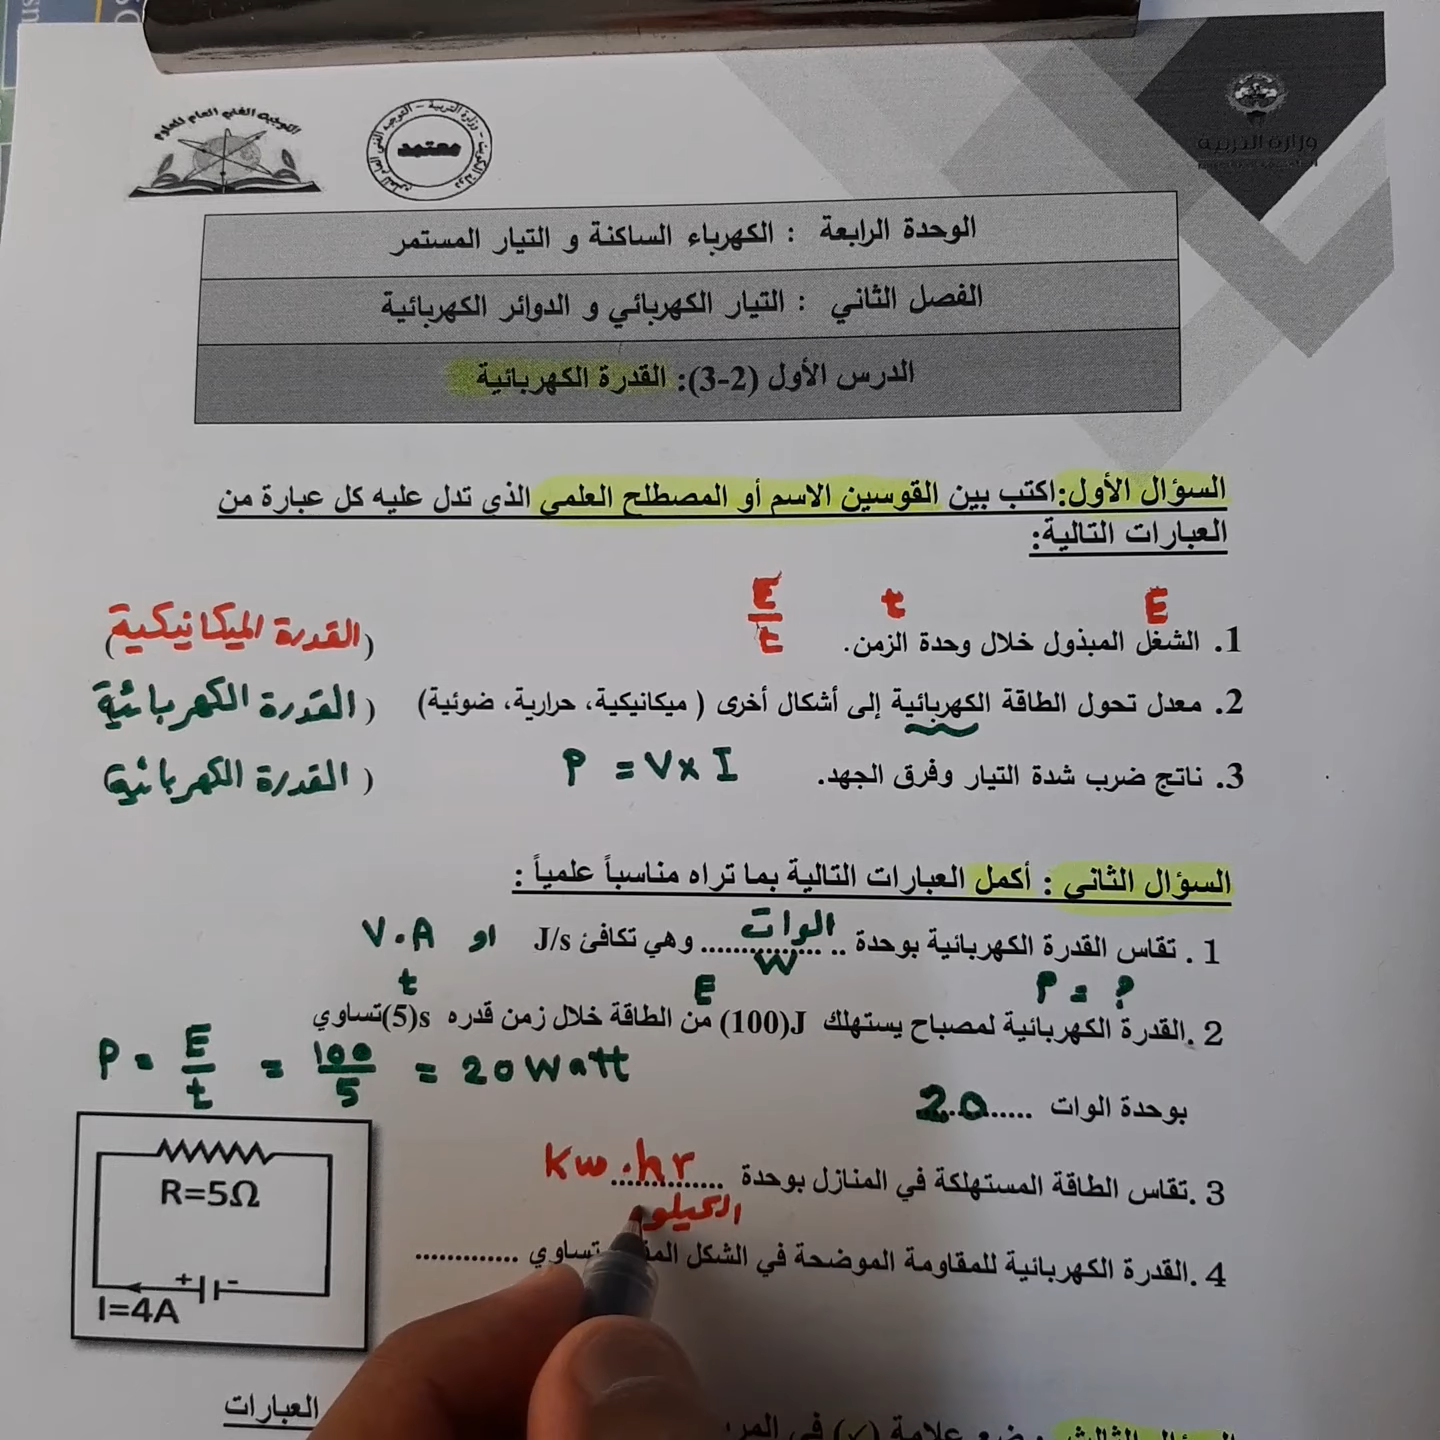 التوجيه الفني العام للعلوم
معتمد
وزارة التربية
الوحدة الرابعة : الكهرباء الساكنة و التيار المستمر
الفصل الثاني : التيار الكهربائي و الدوائر الكهربائية
الدرس الأول (2-3): القدرة الكهربائية
السؤال الأول:اكتب بين القوسين الاسم أو المصطلح العلمي الذي تدل عليه كل عبارة من
العبارات التالية:
E t E/t
1. الشغل المبذول خلال وحدة الزمن. (القدرة الميكانيكية)
2. معدل تحول الطاقة الكهربائية إلى أشكال أخرى ( ميكانيكية، حرارية، ضوئية) (القدرة الكهربائية
3. ناتج ضرب شدة التيار وفرق الجهد. P = V x I (القدرة الكهربائية)
السؤال الثاني : أكمل العبارات التالية بما تراه مناسباً علمياً :
1 . تقاس القدرة الكهربائية بوحدة .. الوات W .......... وهي تكافئ J/s او V.A
P = ? E t
2 .القدرة الكهربائية لمصباح يستهلك J(100) من الطاقة خلال زمن قدره s(5)تساوي
P = E/t = 100/5 = 20 Watt
بوحدة الوات ...... 20
3 .تقاس الطاقة المستهلكة في المنازل بوحدة ............ Kw.hr
الكيلو
4 .القدرة الكهربائية للمقاومة الموضحة في الشكل تساوي .............
R=5Ω
+ -
I=4A
العبارات